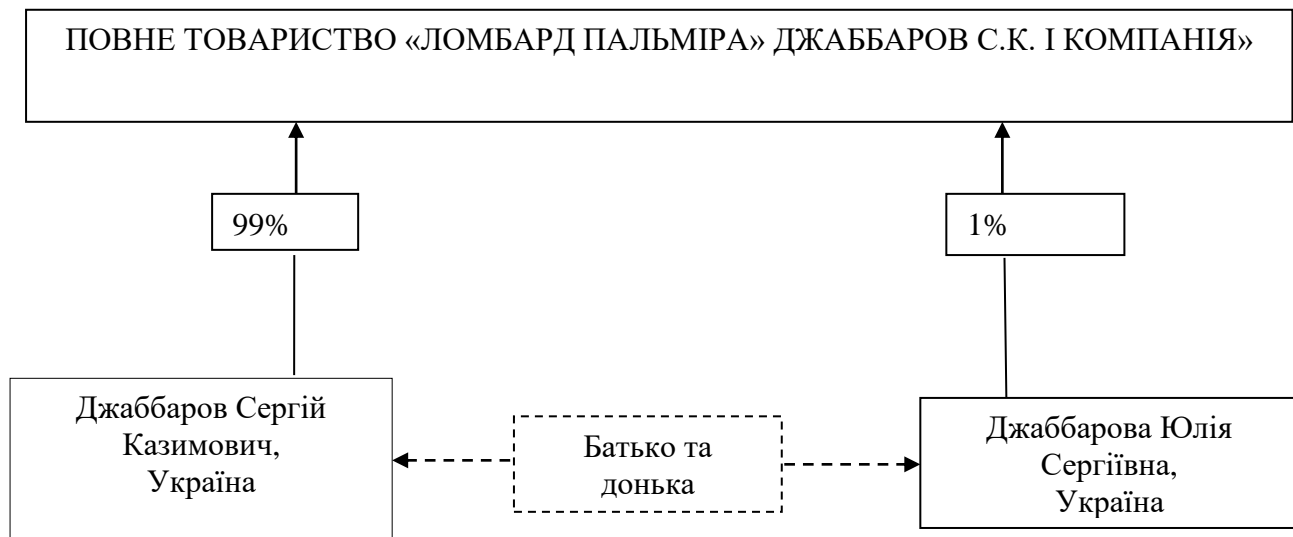 ПОВНЕ ТОВАРИСТВО «ЛОМБАРД ПАЛЬМІРА» ДЖАББАРОВ С.К. І КОМПАНІЯ»
99%
1%
Джаббаров Сергій
Казимович,
Україна
Батько та
донька
Джаббарова Юлія
Сергіївна,
Україна